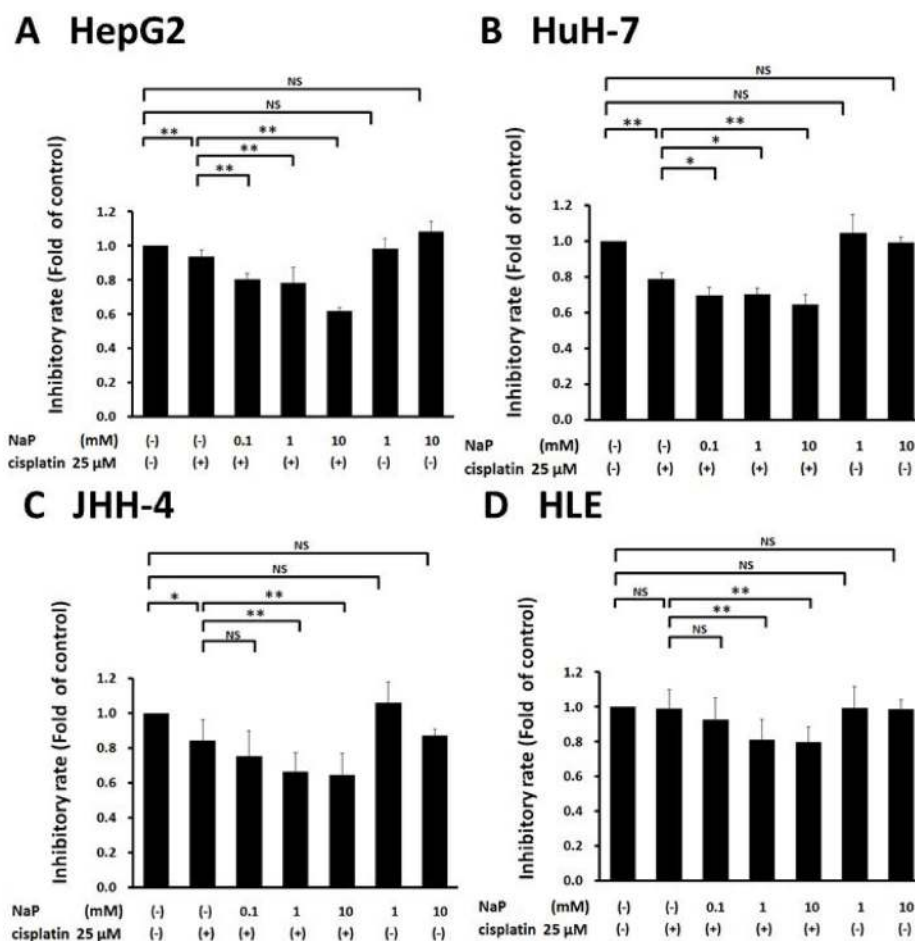 A HepG2
NS
NS
** **
**
**
Inhibitory rate (Fold of control)
1.2
1.0
0.8
0.6
0.4
0.2
0.0
NaP (mM) (-) (-) 0.1 1 10 1 10
cisplatin 25 μM (-) (+) (+) (+) (+) (-) (-)
B HuH-7
NS
NS
** **
*
*
Inhibitory rate (Fold of control)
1.2
1.0
0.8
0.6
0.4
0.2
0.0
NaP (mM) (-) (-) 0.1 1 10 1 10
cisplatin 25 μM (-) (+) (+) (+) (+) (-) (-)
C JHH-4
NS
NS
* **
**
NS
Inhibitory rate (Fold of control)
1.2
1.0
0.8
0.6
0.4
0.2
0.0
NaP (mM) (-) (-) 0.1 1 10 1 10
cisplatin 25 μM (-) (+) (+) (+) (+) (-) (-)
D HLE
NS
NS
NS **
**
NS
Inhibitory rate (Fold of control)
1.2
1.0
0.8
0.6
0.4
0.2
0.0
NaP (mM) (-) (-) 0.1 1 10 1 10
cisplatin 25 μM (-) (+) (+) (+) (+) (-) (-)